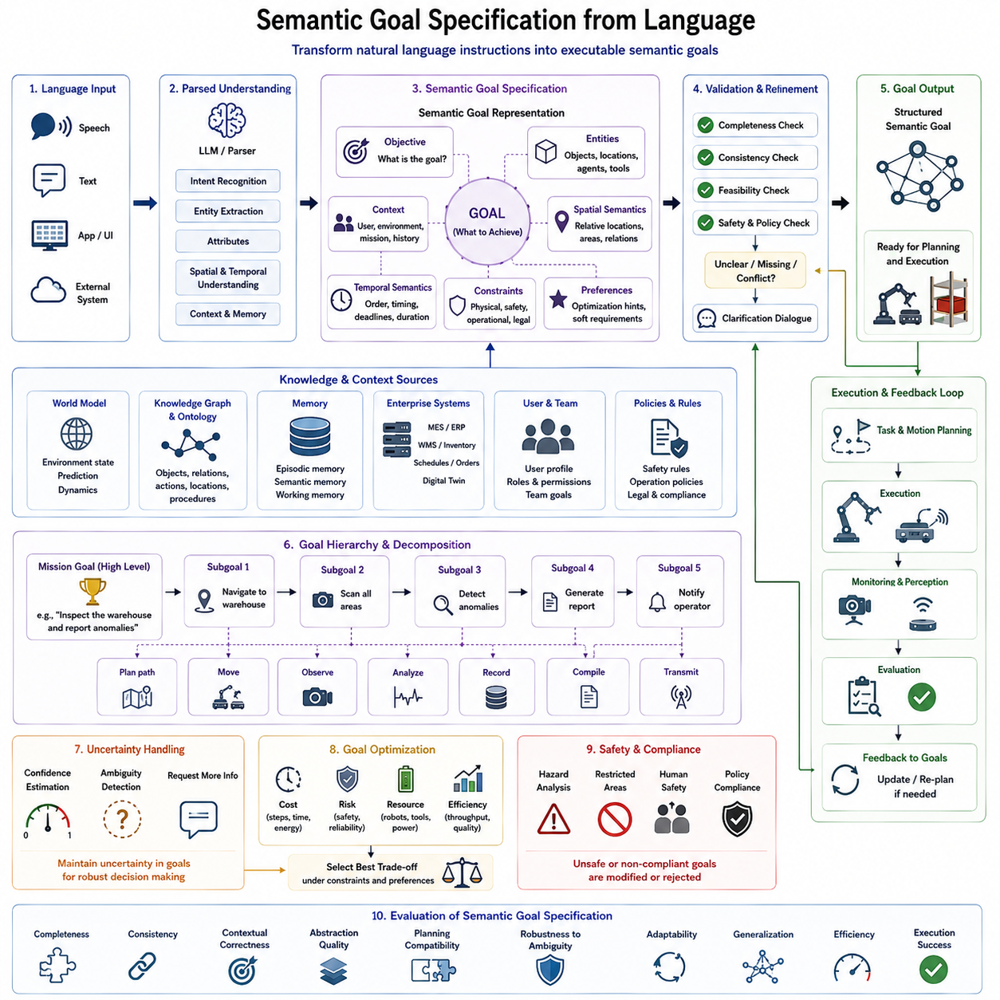 Semantic Goal Specification from Language
Transform natural language instructions into executable semantic goals
1. Language Input
Speech
Text
App / UI
External
System
2. Parsed Understanding
LLM / Parser
Intent Recognition
Entity Extraction
Attributes
Spatial & Temporal
Understanding
Context & Memory
3. Semantic Goal Specification
Semantic Goal Representation
Objective
What is the goal?
Entities
Objects, locations,
agents, tools
Context
User, environment,
mission, history
GOAL
(What to Achieve)
Spatial Semantics
Relative locations,
areas, relations
Temporal Semantics
Order, timing,
deadlines, duration
Constraints
Physical, safety,
operational, legal
Preferences
Optimization hints,
soft requirements
4. Validation & Refinement
Completeness Check
Consistency Check
Feasibility Check
Safety & Policy Check
Unclear / Missing /
Conflict?
Clarification Dialogue
5. Goal Output
Structured
Semantic Goal
Ready for Planning
and Execution
Knowledge & Context Sources
World Model
Environment state
Prediction
Dynamics
Knowledge Graph
& Ontology
Objects, relations,
actions, locations,
procedures
Memory
Episodic memory
Semantic memory
Working memory
Enterprise Systems
MES / ERP
WMS / Inventory
Schedules / Orders
Digital Twin
User & Team
User profile
Roles & permissions
Team goals
Policies & Rules
Safety rules
Operation policies
Legal & compliance
Execution & Feedback Loop
Task & Motion Planning
Execution
Monitoring & Perception
Evaluation
Feedback to Goals
Update / Re-plan
if needed
6. Goal Hierarchy & Decomposition
Mission Goal (High Level)
e.g., "Inspect the warehouse
and report anomalies"
Subgoal 1
Navigate to
warehouse
Subgoal 2
Scan all
areas
Subgoal 3
Detect
anomalies
Subgoal 4
Generate
report
Subgoal 5
Notify
operator
Plan path
Move
Observe
Analyze
Record
Compile
Transmit
7. Uncertainty Handling
Confidence
Estimation
0 1
Ambiguity
Detection
?
Request More Info
Maintain uncertainty in goals
for robust decision making
8. Goal Optimization
Cost
(steps, time,
energy)
Risk
(safety,
reliability)
Resource
(robots, tools,
power)
Efficiency
(throughput,
quality)
Select Best Trade-off
under constraints and preferences
9. Safety & Compliance
Hazard
Analysis
Restricted
Areas
Human
Safety
Policy
Compliance
Unsafe or non-compliant goals
are modified or rejected
10. Evaluation of Semantic Goal Specification
Completeness
Consistency
Contextual
Correctness
Abstraction
Quality
Planning
Compatibility
Robustness to
Ambiguity
Adaptability
Generalization
Efficiency
Execution
Success